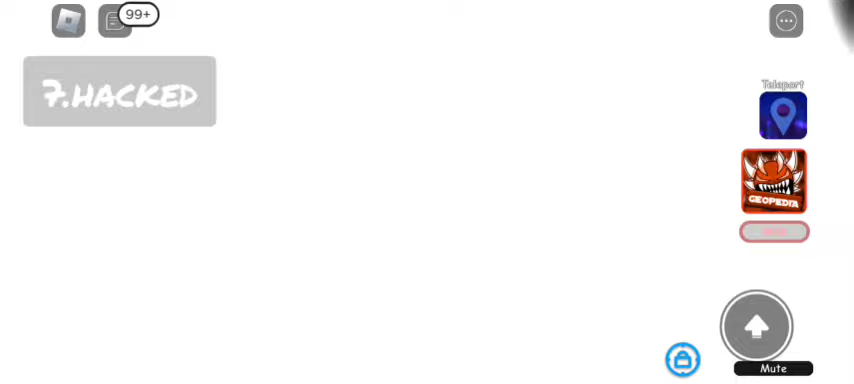 99+
7.HACKED
Teleport
GEOPEDIA
Mute